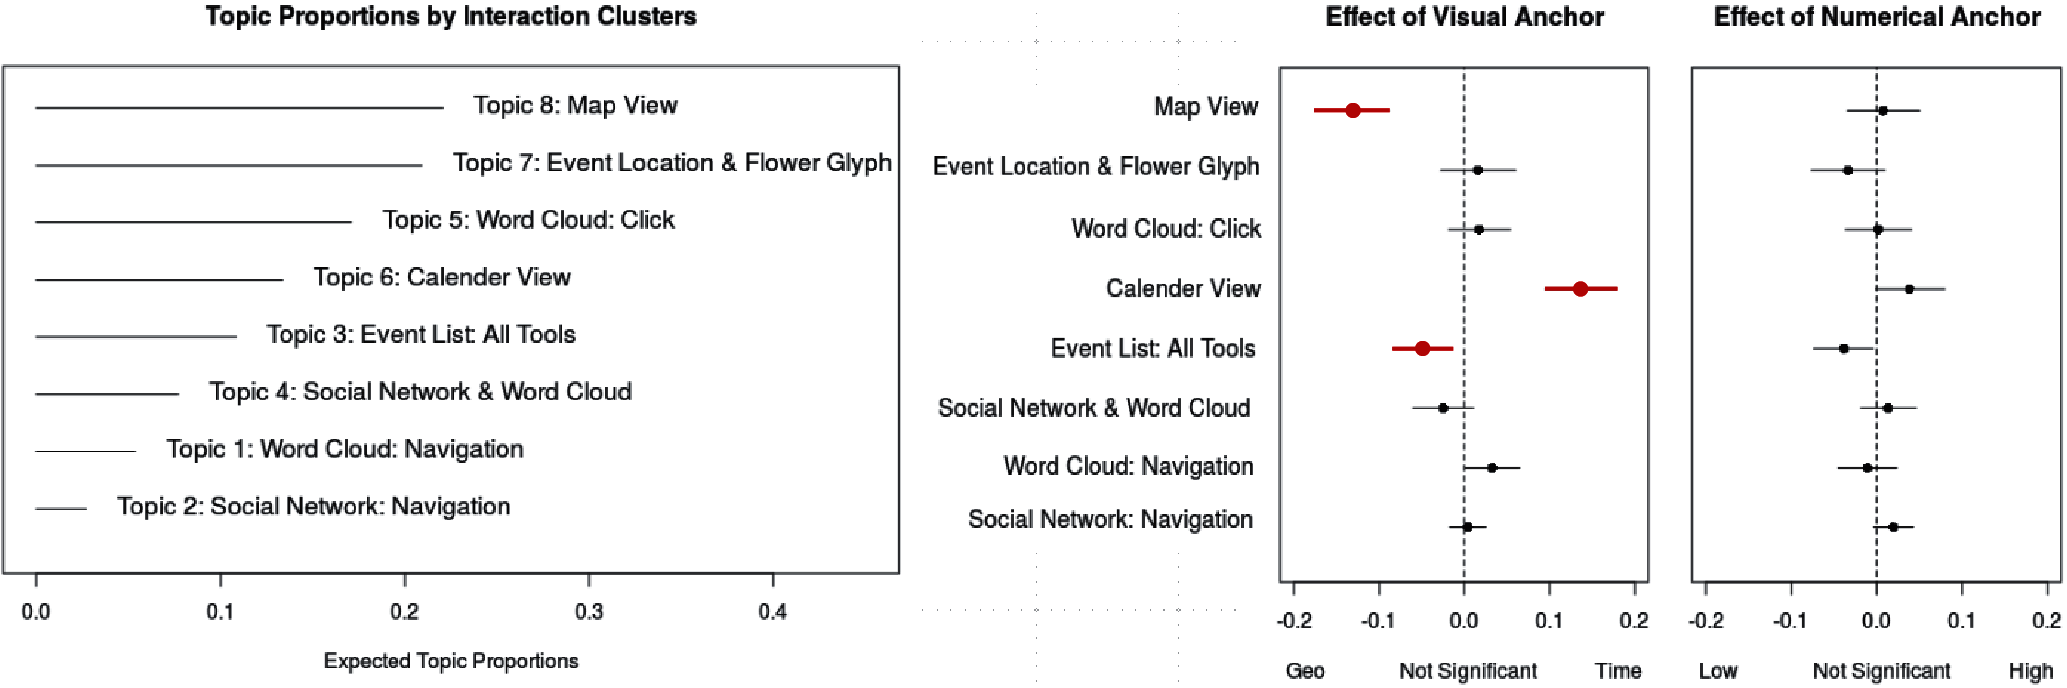 Topic Proportions by Interaction Clusters
Topic 8: Map View
Topic 7: Event Location & Flower Glyph
Topic 5: Word Cloud: Click
Topic 6: Calender View
Topic 3: Event List: All Tools
Topic 4: Social Network & Word Cloud
Topic 1: Word Cloud: Navigation
Topic 2: Social Network: Navigation
0.0 0.1 0.2 0.3 0.4
Expected Topic Proportions
Map View
Event Location & Flower Glyph
Word Cloud: Click
Calender View
Event List: All Tools
Social Network & Word Cloud
Word Cloud: Navigation
Social Network: Navigation
Effect of Visual Anchor
-0.2 -0.1 0.0 0.1 0.2
Geo Not Significant Time
Effect of Numerical Anchor
-0.2 -0.1 0.0 0.1 0.2
Low Not Significant High